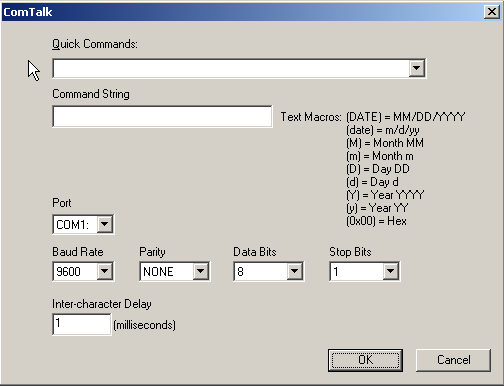 ComTalk
Quick Commands:
Command String
Text Macros: (DATE) = MM/DD/YYYY
(date) = m/d/yy
(M) = Month MM
(m) = Month m
(D) = Day DD
(d) = Day d
(Y) = Year YYYY
(y) = Year YY
(0x00) = Hex
Port
COM1:
Baud Rate Parity Data Bits Stop Bits
9600 NONE 8 1
Inter-character Delay
1 (milliseconds)
OK Cancel